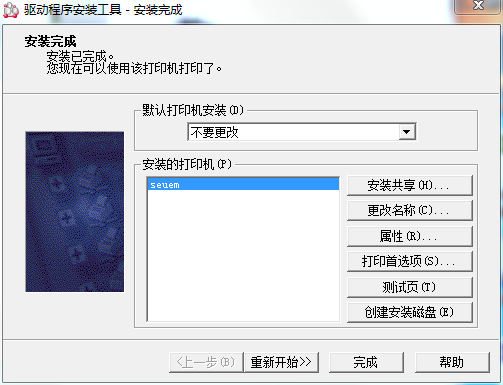 驱动程序安装工具 - 安装完成
安装完成
安装已完成。
您现在可以使用该打印机打印了。
默认打印机安装(D)
不要更改
安装的打印机(P)
seuem
安装共享(H)...
更改名称(C)...
属性(R)...
打印首选项(S)...
测试页(T)
创建安装磁盘(E)
<上一步(B)
重新开始>>
完成
帮助